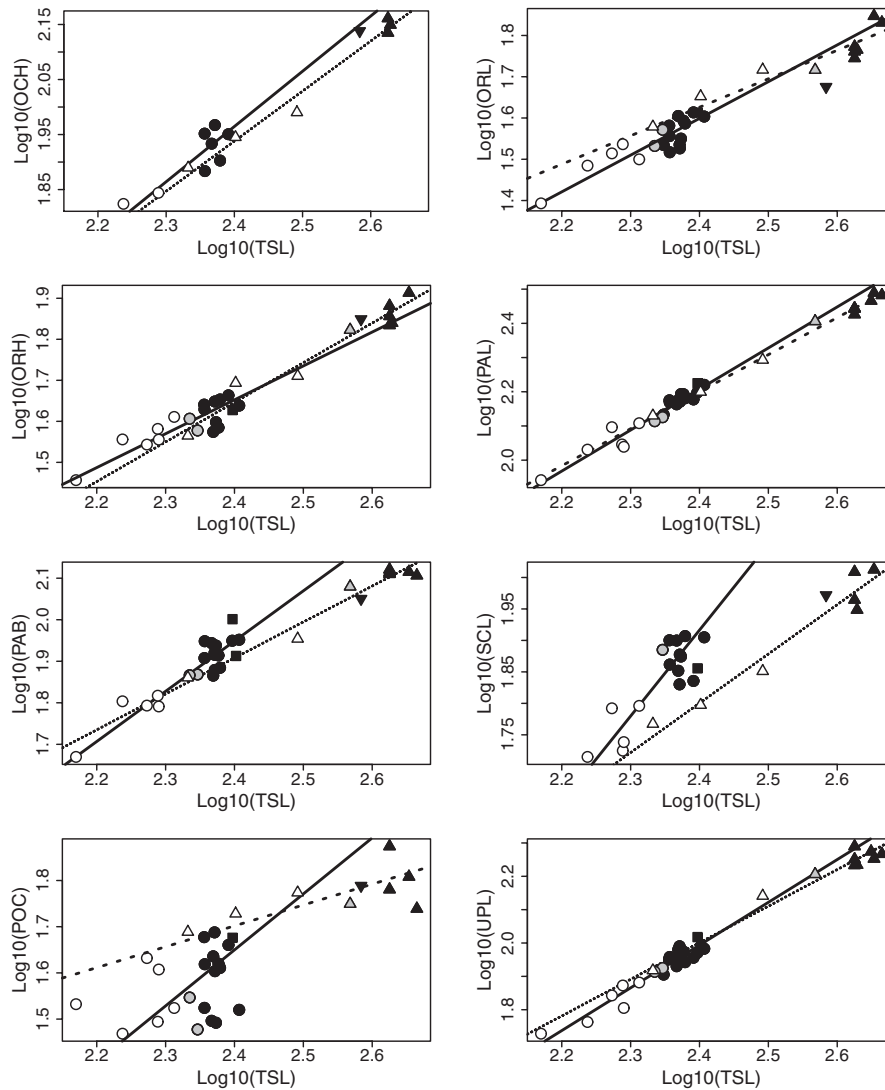 Log10(OCH)
2.15
2.05
1.95
1.85
2.2 2.3 2.4 2.5 2.6
Log10(TSL)
Log10(ORL)
1.8
1.7
1.6
1.5
1.4
2.2 2.3 2.4 2.5 2.6
Log10(TSL)
Log10(ORH)
1.9
1.8
1.7
1.6
1.5
2.2 2.3 2.4 2.5 2.6
Log10(TSL)
Log10(PAL)
2.4
2.2
2.0
2.2 2.3 2.4 2.5 2.6
Log10(TSL)
Log10(PAB)
2.1
2.0
1.9
1.8
1.7
2.2 2.3 2.4 2.5 2.6
Log10(TSL)
Log10(SCL)
1.95
1.85
1.75
2.2 2.3 2.4 2.5 2.6
Log10(TSL)
Log10(POC)
1.8
1.7
1.6
1.5
2.2 2.3 2.4 2.5 2.6
Log10(TSL)
Log10(UPL)
2.2
2.0
1.8
2.2 2.3 2.4 2.5 2.6
Log10(TSL)